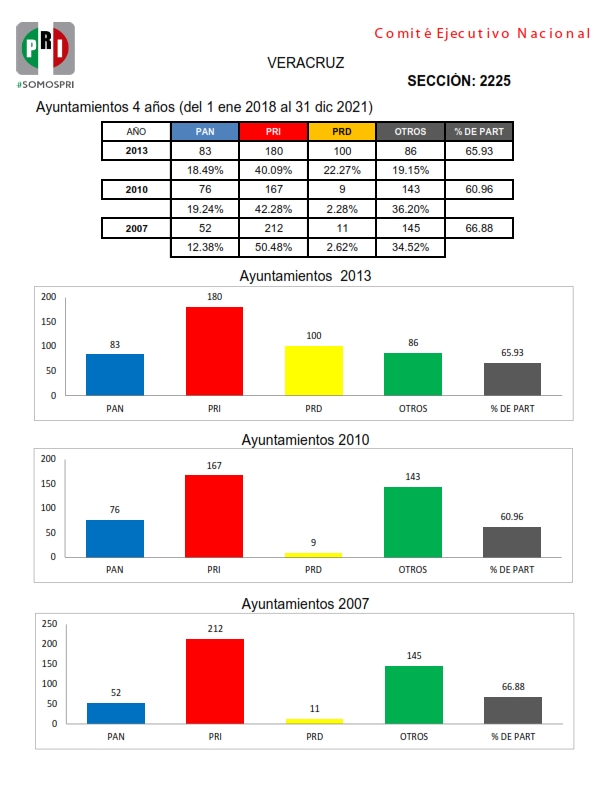 Comité Ejecutivo Nacional
PRI
#SOMOSPRI
VERACRUZ
SECCIÓN: 2225
Ayuntamientos 4 años (del 1 ene 2018 al 31 dic 2021)
AÑO PAN PRI PRD OTROS % DE PART
2013 83 180 100 86 65.93
18.49% 40.09% 22.27% 19.15%
2010 76 167 9 143 60.96
19.24% 42.28% 2.28% 36.20%
2007 52 212 11 145 66.88
12.38% 50.48% 2.62% 34.52%
Ayuntamientos 2013
200
150
100
50
0
83 180 100 86 65.93
PAN PRI PRD OTROS % DE PART
Ayuntamientos 2010
200
150
100
50
0
76 167 9 143 60.96
PAN PRI PRD OTROS % DE PART
Ayuntamientos 2007
250
200
150
100
50
0
52 212 11 145 66.88
PAN PRI PRD OTROS % DE PART